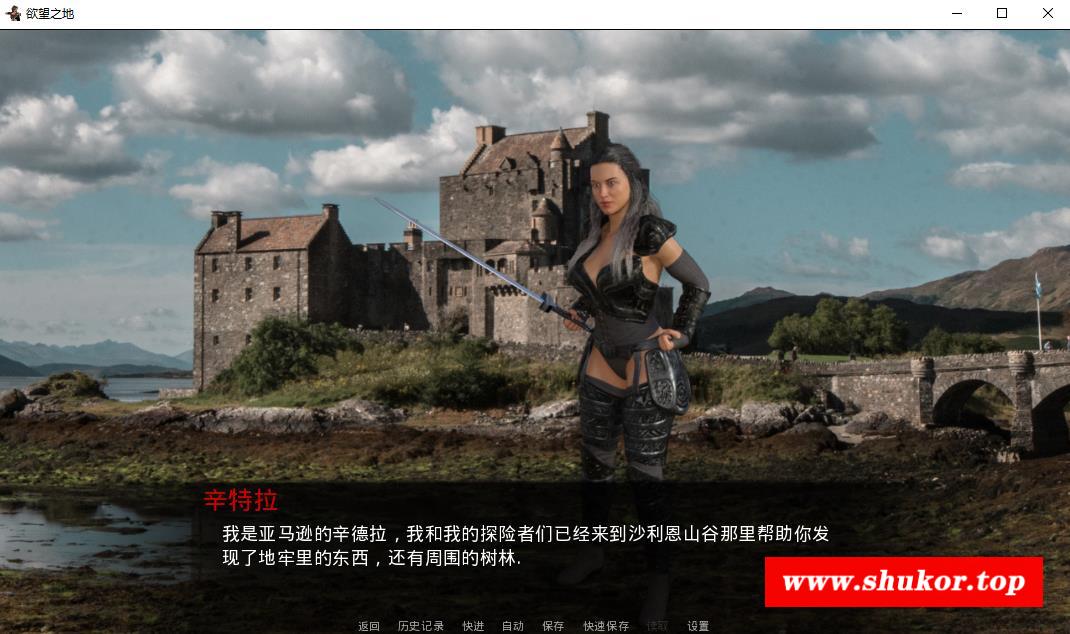 欲望之地
辛特拉
我是亚马逊的辛德拉，我和我的探险者们已经来到沙利恩山谷那里帮助你发
现了地牢里的东西，还有周围的树林.
www.shukor.top
返回 历史记录 快进 自动 保存 快速保存 读取 设置